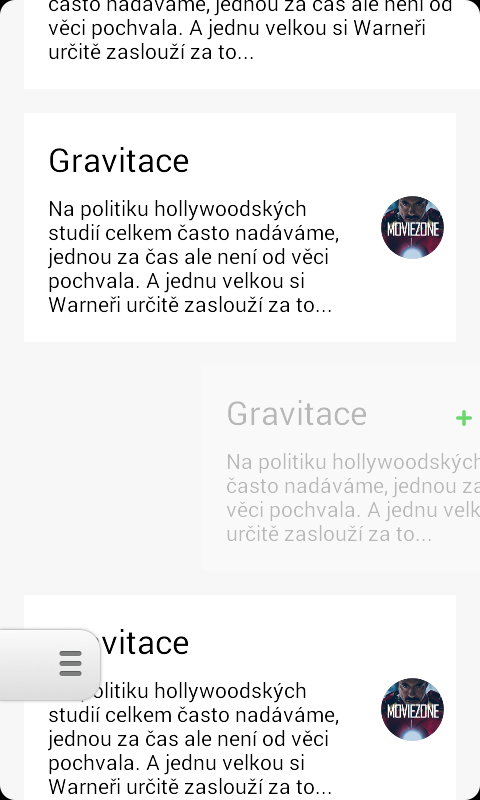 často nadáváme, jednou za čas ale není od
věci pochvala. A jednu velkou si Warneři
určitě zaslouží za to...
Gravitace
Na politiku hollywoodských
studií celkem často nadáváme,
jednou za čas ale není od věci
pochvala. A jednu velkou si
Warneři určitě zaslouží za to...
MOVIEZONE
Gravitace
Na politiku hollywoodských
často nadáváme, jednou za
věci pochvala. A jednu velk
určitě zaslouží za to...
vitace
olitiku hollywoodských
studií celkem často nadáváme,
jednou za čas ale není od věci
pochvala. A jednu velkou si
Warneři určitě zaslouží za to...
MOVIEZONE